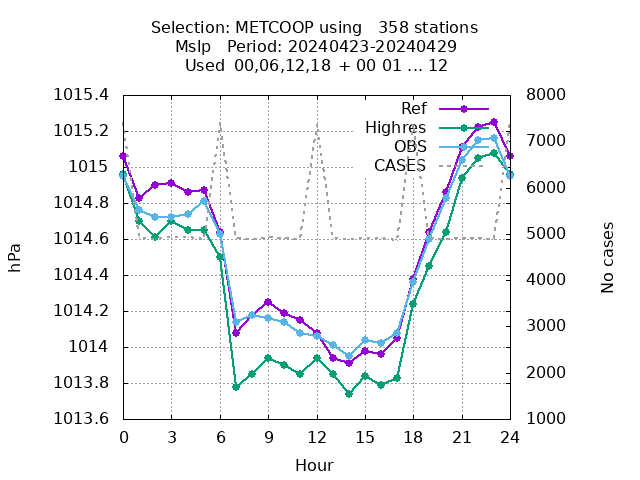 Selection: METCOOP using   358 stations
Mslp   Period: 20240423-20240429
Used  00,06,12,18 + 00 01 ... 12
1015.4
1015.2
1015
1014.8
1014.6
1014.4
1014.2
1014
1013.8
1013.6
hPa
Ref
Highres
OBS
CASES
8000
7000
6000
5000
4000
3000
2000
1000
No cases
0 3 6 9 12 15 18 21 24
Hour